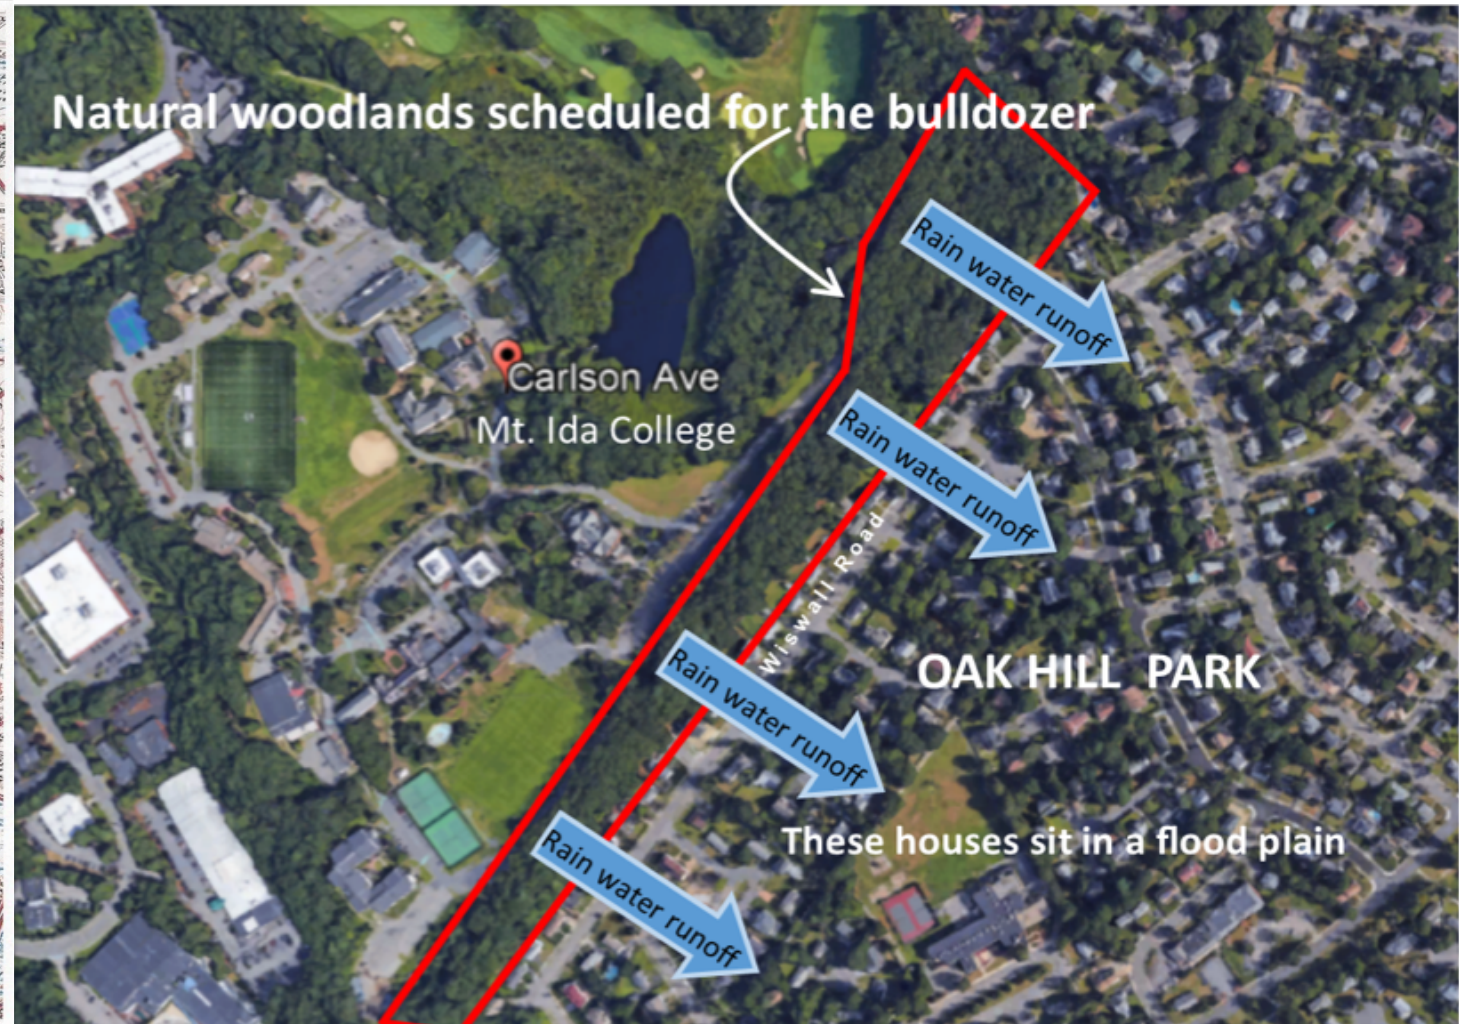 Natural woodlands scheduled for the bulldozer
Rain water runoff
Carlson Ave
Mt. Ida College
Rain water runoff
Wiswall Road
OAK HILL PARK
Rain water runoff
These houses sit in a flood plain
Rain water runoff